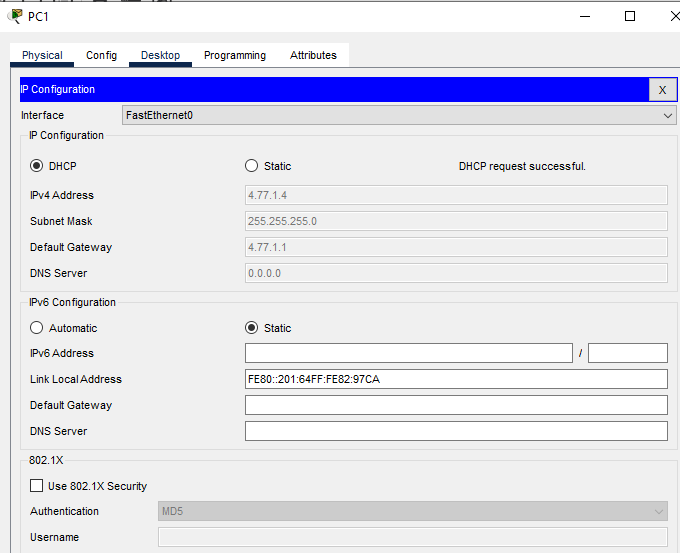 PC1
Physical Config Desktop Programming Attributes
IP Configuration X
Interface FastEthernet0
IP Configuration
DHCP Static DHCP request successful.
IPv4 Address 4.77.1.4
Subnet Mask 255.255.255.0
Default Gateway 4.77.1.1
DNS Server 0.0.0.0
IPv6 Configuration
Automatic Static
IPv6 Address /
Link Local Address FE80::201:64FF:FE82:97CA
Default Gateway
DNS Server
802.1X
Use 802.1X Security
Authentication MD5
Username